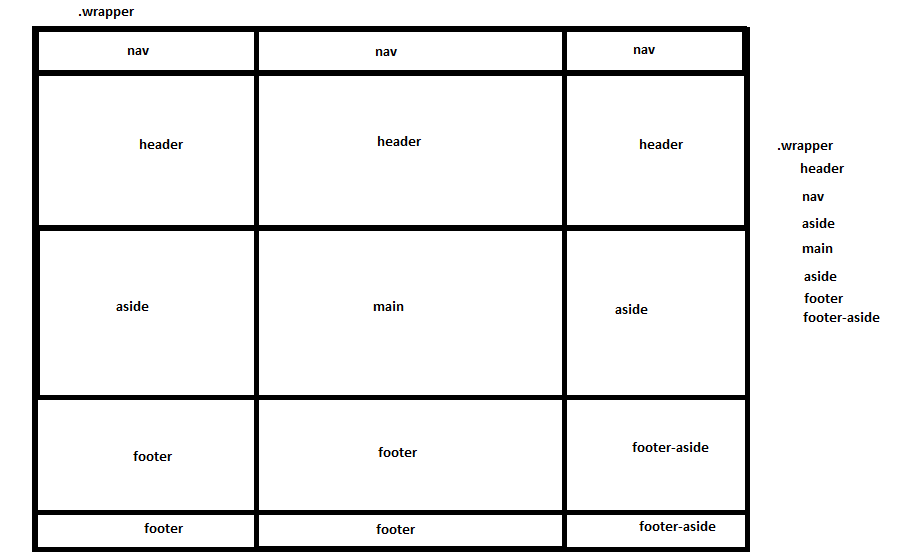 .wrapper
nav nav nav
header header header
aside main aside
footer footer footer-aside
footer footer footer-aside
.wrapper
header
nav
aside
main
aside
footer
footer-aside